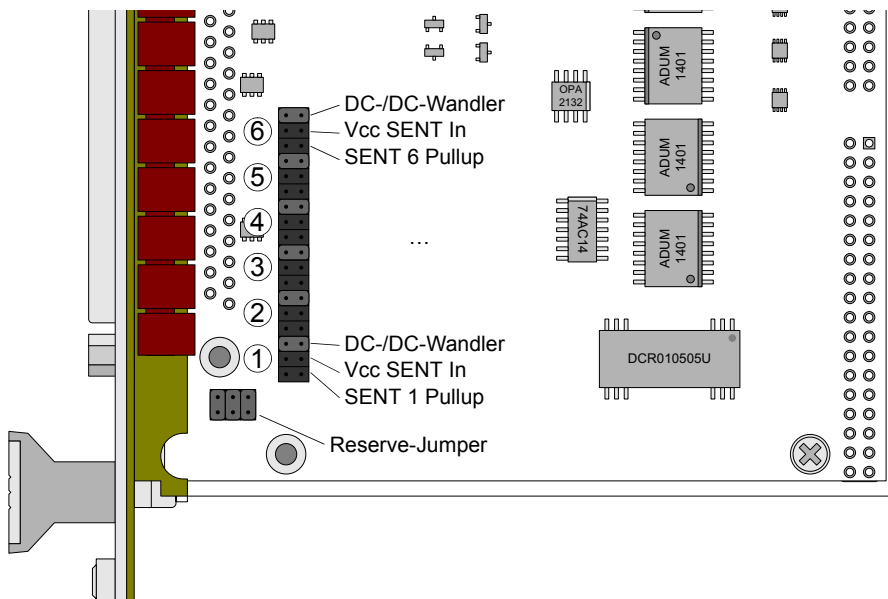 ADUM
1401
OPA
2132
DC-/DC-Wandler
6
Vcc SENT In
SENT 6 Pullup
ADUM
1401
5
4
74AC14
...
ADUM
1401
3
2
DC-/DC-Wandler
1
Vcc SENT In
DCR010505U
SENT 1 Pullup
Reserve-Jumper